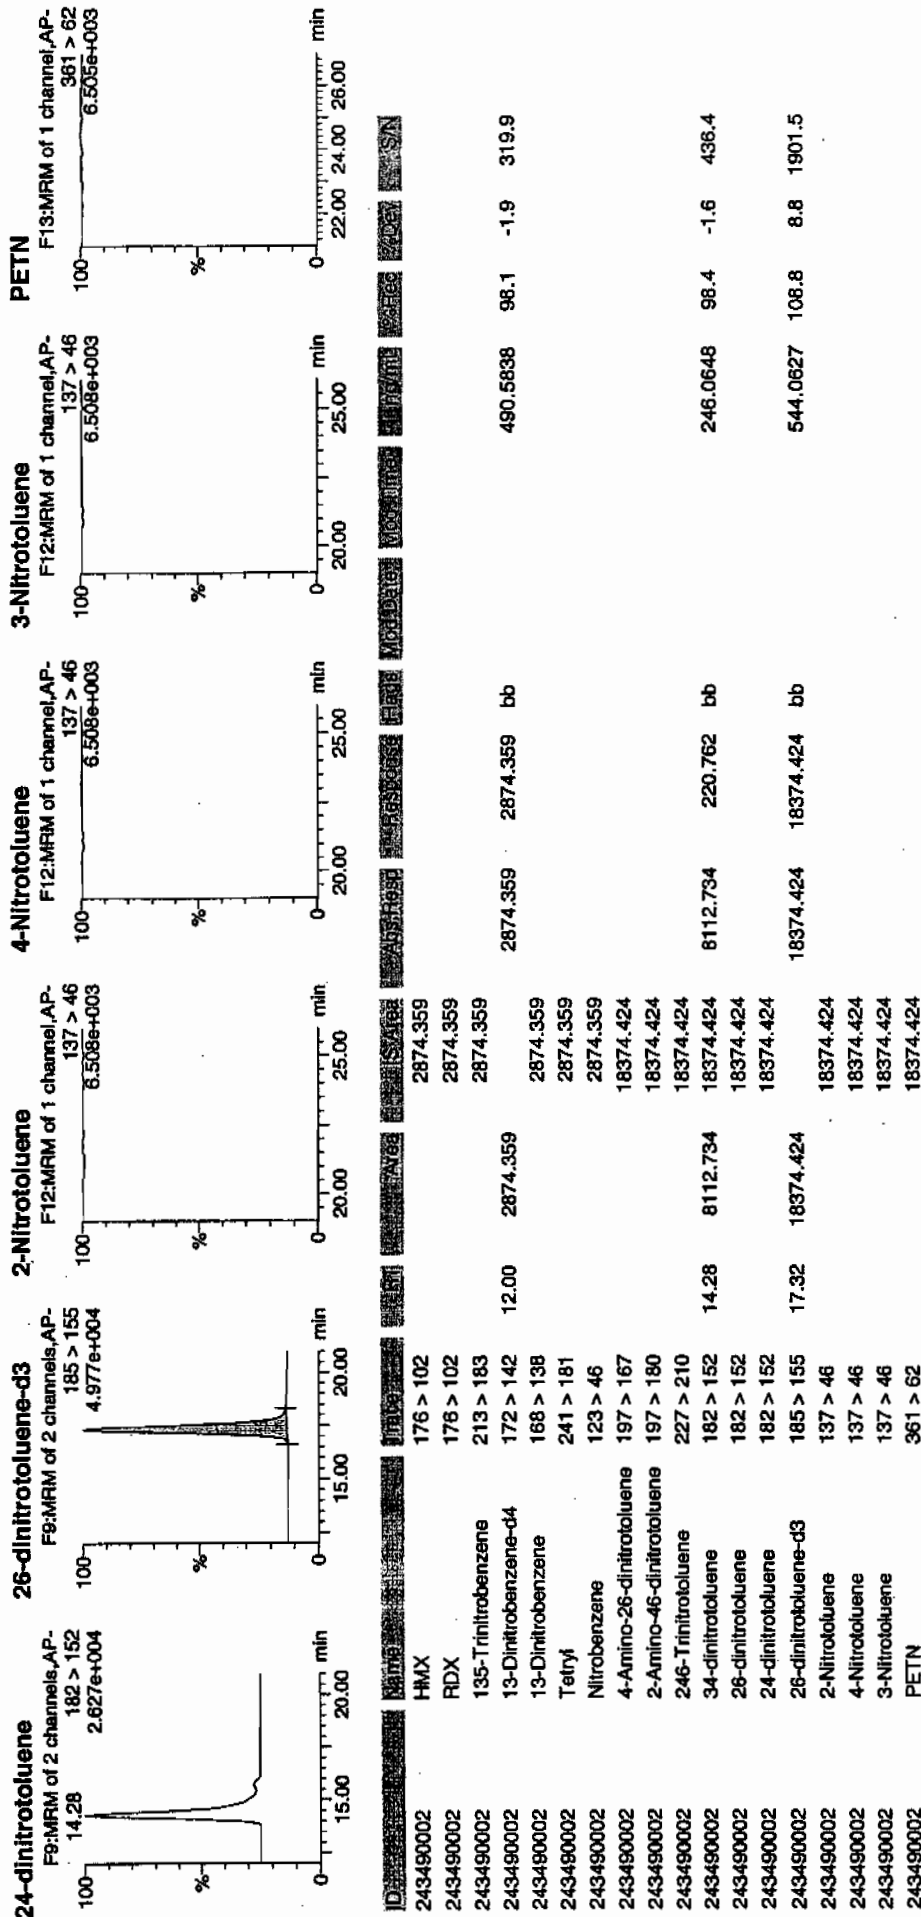 24-dinitrotoluene
F9:MRM of 2 channels,AP-
14.28 182 > 152
2.627e+004
100
%
0
15.00 20.00 min
26-dinitrotoluene-d3
F9:MRM of 2 channels,AP-
185 > 155
4.977e+004
100
%
0
15.00 20.00 min
2-Nitrotoluene
F12:MRM of 1 channel,AP-
137 > 46
6.508e+003
100
%
0
20.00 25.00 min
4-Nitrotoluene
F12:MRM of 1 channel,AP-
137 > 46
6.508e+003
100
%
0
20.00 25.00 min
3-Nitrotoluene
F12:MRM of 1 channel,AP-
137 > 46
6.508e+003
100
%
0
20.00 25.00 min
PETN
F13:MRM of 1 channel,AP-
361 > 62
6.505e+003
100
%
0
22.00 24.00 26.00 min
ID Name Trace RT Area IS Area Abs.Resp Response Flags Mod.Date %Rec %Dev S/N
243490002 HMX 176 > 102 2874.359
243490002 RDX 176 > 102 2874.359
243490002 135-Trinitrobenzene 213 > 183 2874.359
243490002 13-Dinitrobenzene-d4 172 > 142 12.00 2874.359 2874.359 2874.359 bb 490.5838 98.1 -1.9 319.9
243490002 13-Dinitrobenzene 168 > 138 2874.359
243490002 Tetryl 241 > 181 2874.359
243490002 Nitrobenzene 123 > 46 2874.359
243490002 4-Amino-26-dinitrotoluene 197 > 167 18374.424
243490002 2-Amino-46-dinitrotoluene 197 > 180 18374.424
243490002 246-Trinitrotoluene 227 > 210 18374.424
243490002 34-dinitrotoluene 182 > 152 14.28 8112.734 18374.424 8112.734 220.762 bb 246.0648 98.4 -1.6 436.4
243490002 26-dinitrotoluene 182 > 152 18374.424
243490002 24-dinitrotoluene 182 > 152 18374.424
243490002 26-dinitrotoluene-d3 185 > 155 17.32 18374.424 18374.424 18374.424 bb 544.0627 108.8 8.8 1901.5
243490002 2-Nitrotoluene 137 > 46 18374.424
243490002 4-Nitrotoluene 137 > 46 18374.424
243490002 3-Nitrotoluene 137 > 46 18374.424
243490002 PETN 361 > 62 18374.424